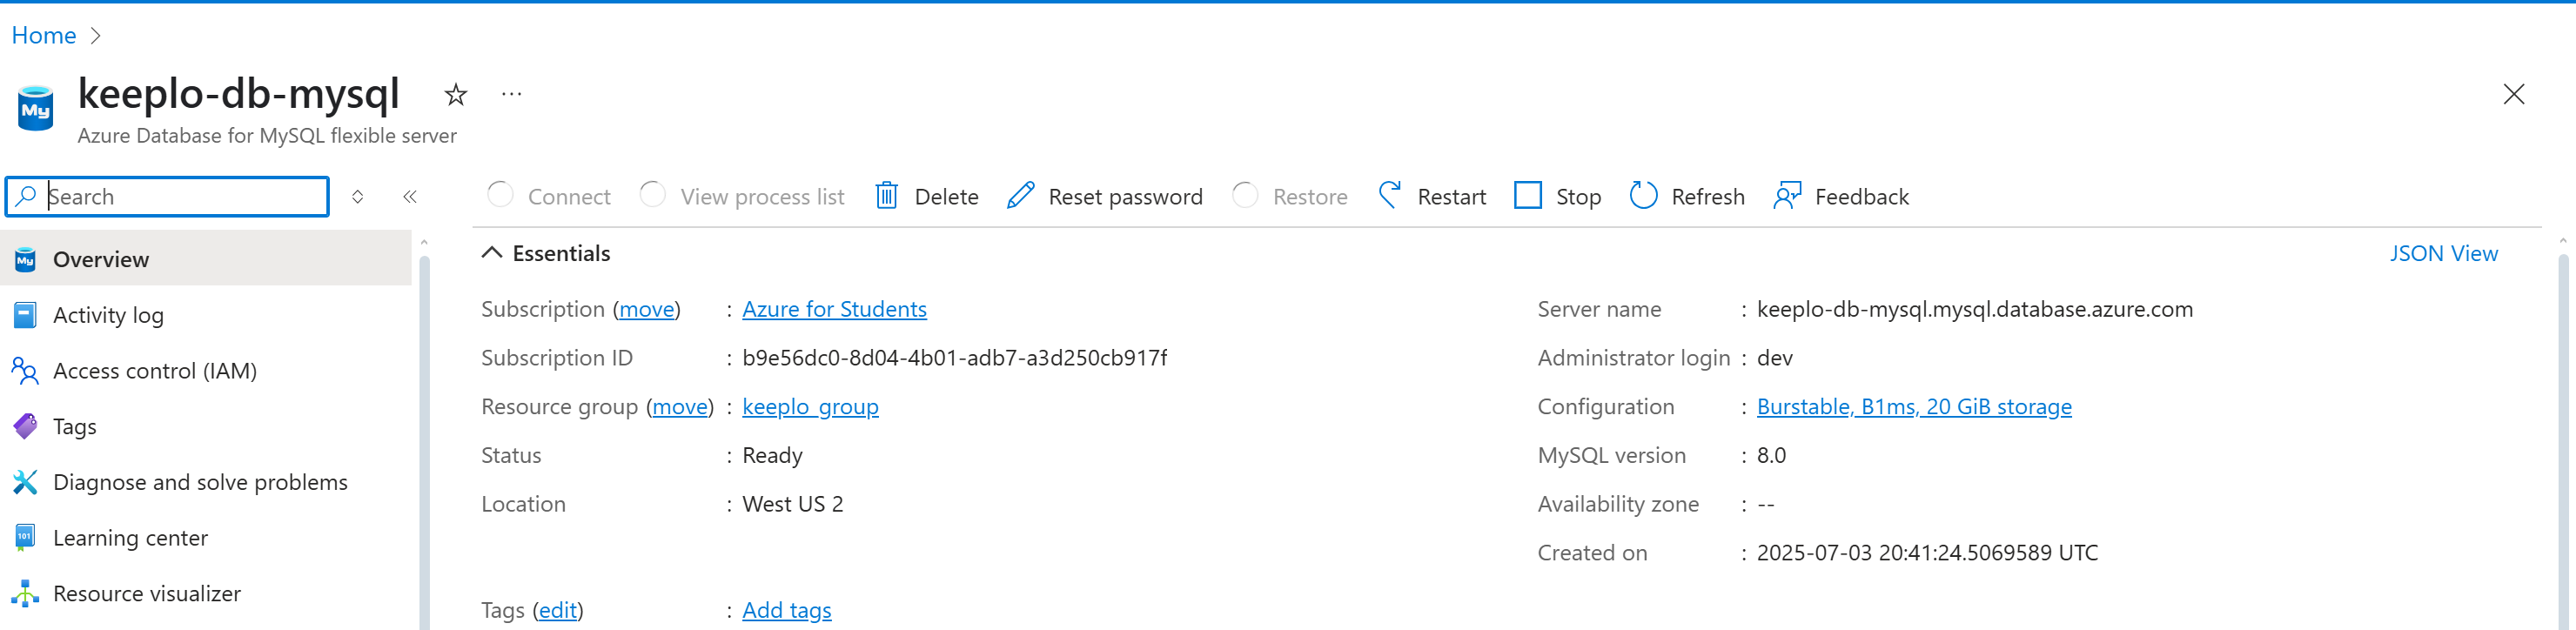 Home
keeplo-db-mysql
Azure Database for MySQL flexible server
Search
Connect View process list Delete Reset password Restore Restart Stop Refresh Feedback
Overview
Activity log
Access control (IAM)
Tags
Diagnose and solve problems
Learning center
Resource visualizer
Essentials
JSON View
Subscription (move) : Azure for Students
Subscription ID : b9e56dc0-8d04-4b01-adb7-a3d250cb917f
Resource group (move) : keeplo_group
Status : Ready
Location : West US 2
Server name : keeplo-db-mysql.mysql.database.azure.com
Administrator login : dev
Configuration : Burstable, B1ms, 20 GiB storage
MySQL version : 8.0
Availability zone : --
Created on : 2025-07-03 20:41:24.5069589 UTC
Tags (edit) : Add tags